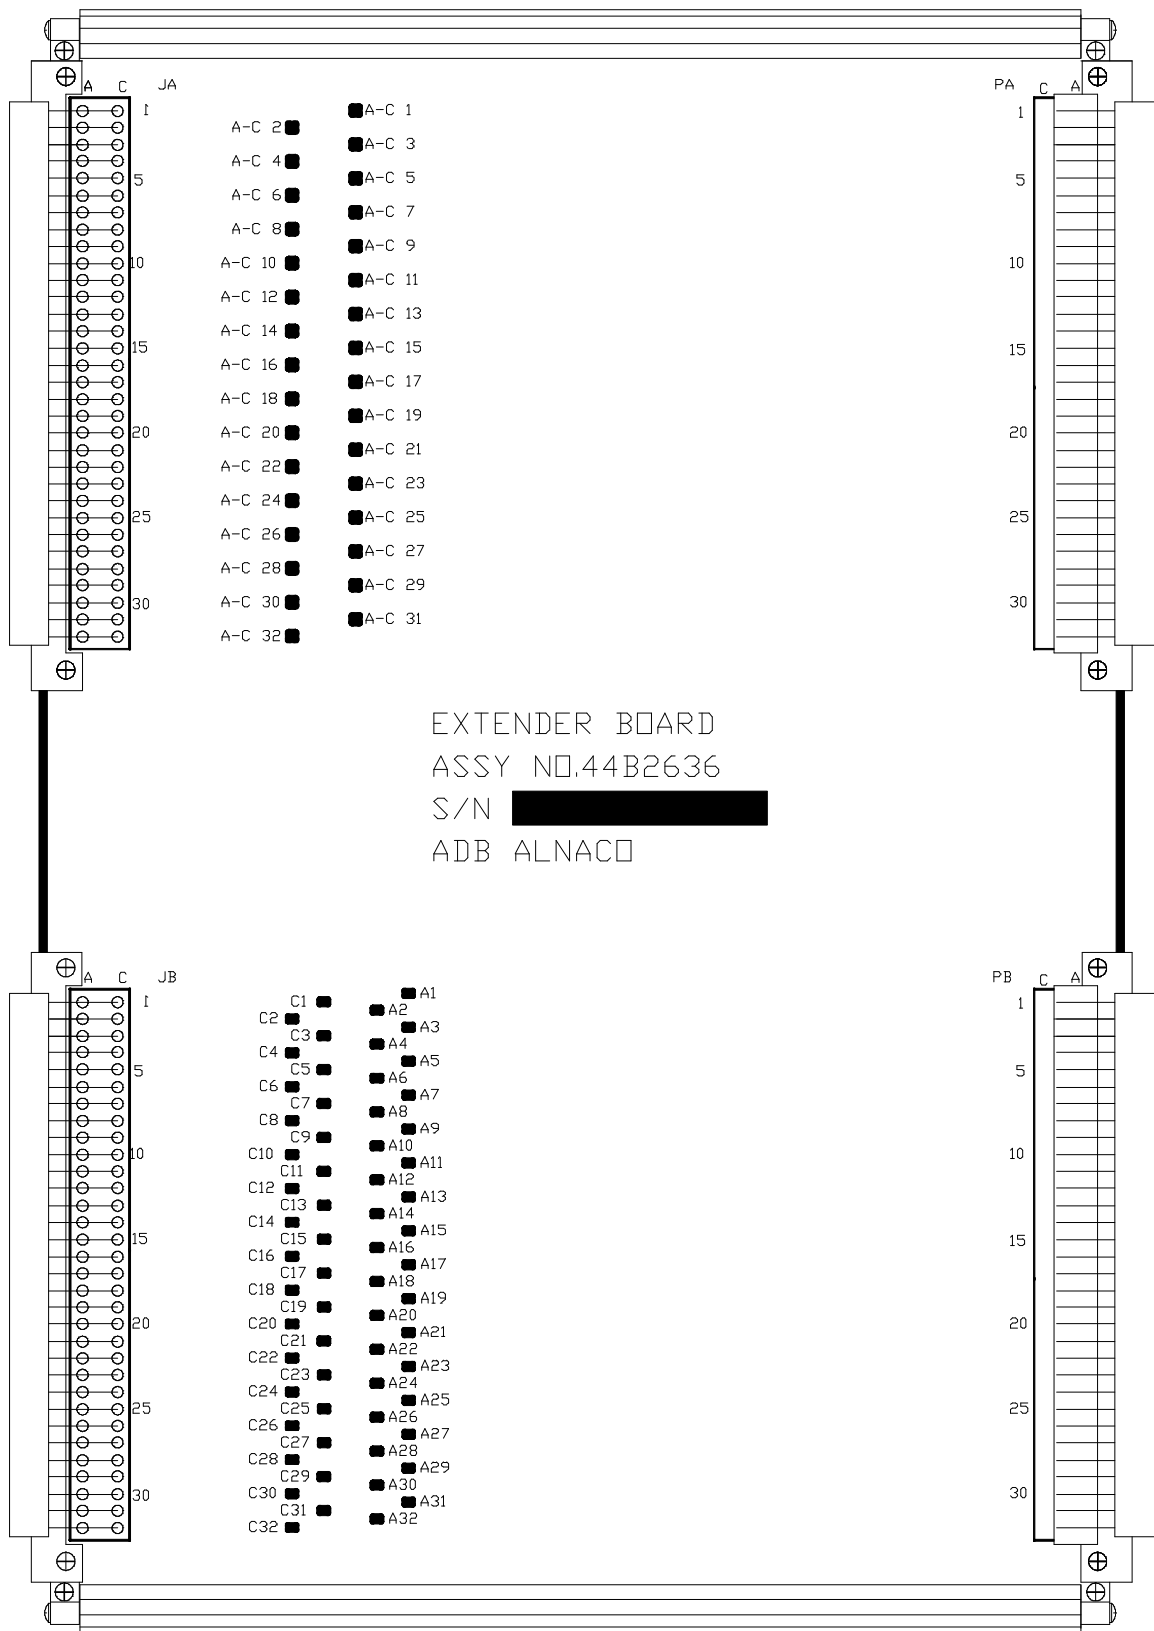 A C JA
PA C A
1
5
10
15
20
25
30
A-C 1
A-C 2
A-C 3
A-C 4
A-C 5
A-C 6
A-C 7
A-C 8
A-C 9
A-C 10
A-C 11
A-C 12
A-C 13
A-C 14
A-C 15
A-C 16
A-C 17
A-C 18
A-C 19
A-C 20
A-C 21
A-C 22
A-C 23
A-C 24
A-C 25
A-C 26
A-C 27
A-C 28
A-C 29
A-C 30
A-C 31
A-C 32
1
5
10
15
20
25
30
EXTENDER BOARD
ASSY NO.44B2636
S/N
ADB ALNACO
A C JB
PB C A
1
5
10
15
20
25
30
C1
C2
C3
C4
C5
C6
C7
C8
C9
C10
C11
C12
C13
C14
C15
C16
C17
C18
C19
C20
C21
C22
C23
C24
C25
C26
C27
C28
C29
C30
C31
C32
A1
A2
A3
A4
A5
A6
A7
A8
A9
A10
A11
A12
A13
A14
A15
A16
A17
A18
A19
A20
A21
A22
A23
A24
A25
A26
A27
A28
A29
A30
A31
A32
1
5
10
15
20
25
30